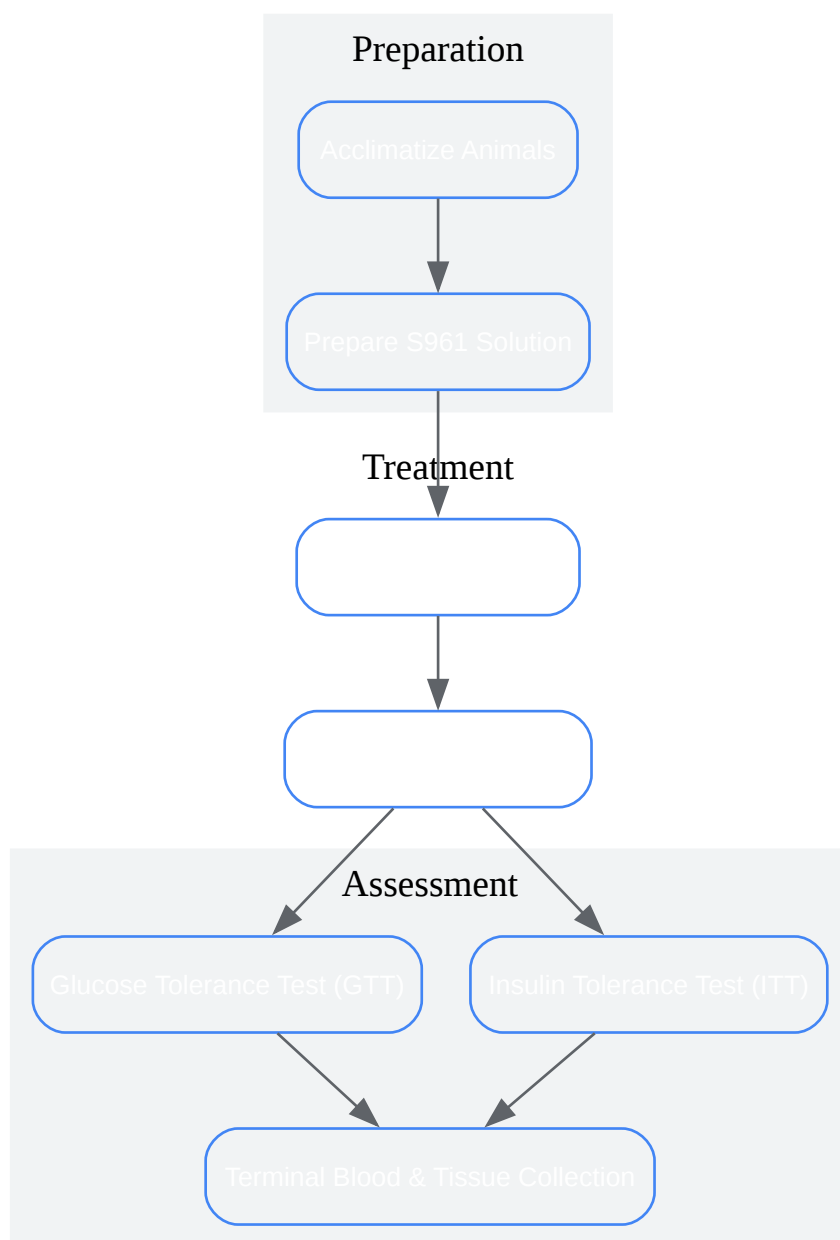 Preparation
Acclimatize Animals
Prepare S961 Solution
Treatment
Assessment
Glucose Tolerance Test (GTT)
Insulin Tolerance Test (ITT)
Terminal Blood & Tissue Collection